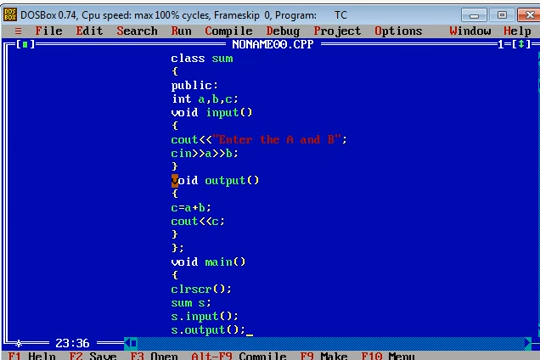 DOSBox 0.74, Cpu speed: max 100% cycles, Frameskip 0, Program: TC
≡ File Edit Search Run Compile Debug Project Options Window Help
[■] NONAME00.CPP 1=[↕]
class sum
{
public:
int a,b,c;
void input()
{
cout<<"Enter the A and B";
cin>>a>>b;
}
void output()
{
c=a+b;
cout<<c;
}
};
void main()
{
clrscr();
sum s;
s.input();
s.output();_
* 23:36
F1 Help F2 Save F3 Open Alt-F9 Compile F9 Make F10 Menu